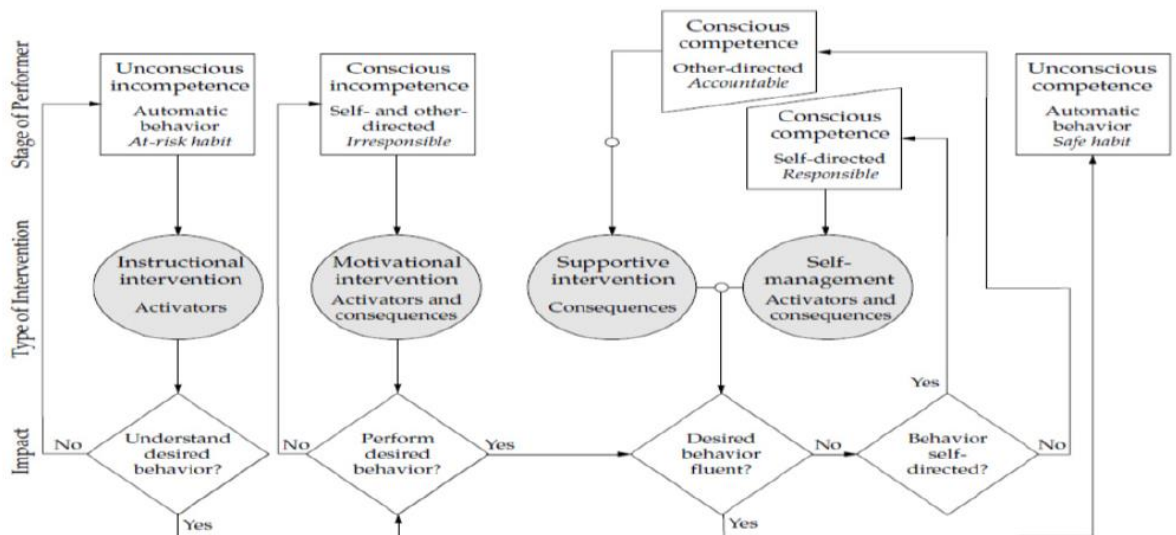 Stage of Performer
Unconscious
incompetence
Automatic
behavior
At-risk habit
Conscious
incompetence
Self- and other-
directed
Irresponsible
Conscious
competence
Other-directed
Accountable
Conscious
competence
Self-directed
Responsible
Unconscious
competence
Automatic
behavior
Safe habit
Type of Intervention
Instructional
intervention
Activators
Motivational
intervention
Activators and
consequences
Supportive
intervention
Consequences
Self-
management
Activators and
consequences
Impact
No
Understand
desired
behavior?
Yes
No
Perform
desired
behavior?
Yes
Desired
behavior
fluent?
No
Yes
Behavior
self-
directed?
Yes
No